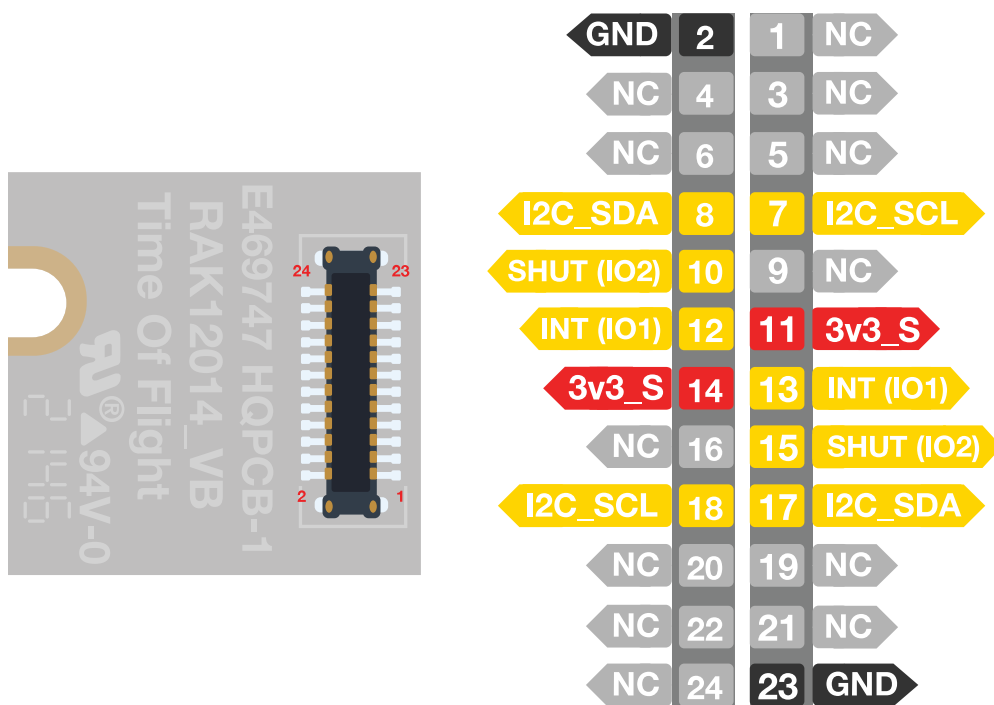 GND 2 1 NC
NC 4 3 NC
NC 6 5 NC
I2C_SDA 8 7 I2C_SCL
SHUT (IO2) 10 9 NC
INT (IO1) 12 11 3v3_S
3v3_S 14 13 INT (IO1)
NC 16 15 SHUT (IO2)
I2C_SCL 18 17 I2C_SDA
NC 20 19 NC
NC 22 21 NC
NC 24 23 GND
E469747 HQPCB-1
RAK12014_VB
Time Of Flight
®94V-0
2148
24 23
2 1